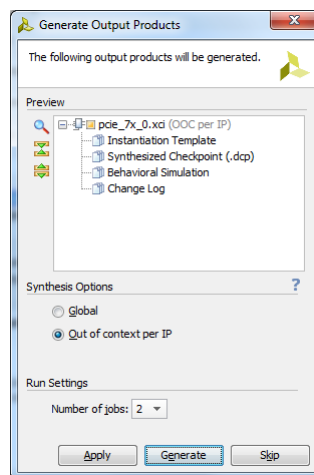 Generate Output Products
The following output products will be generated.
Preview
pcie_7x_0.xci (OOC per IP)
Instantiation Template
Synthesized Checkpoint (.dcp)
Behavioral Simulation
Change Log
Synthesis Options
?
Global
Out of context per IP
Run Settings
Number of jobs: 2
Apply Generate Skip